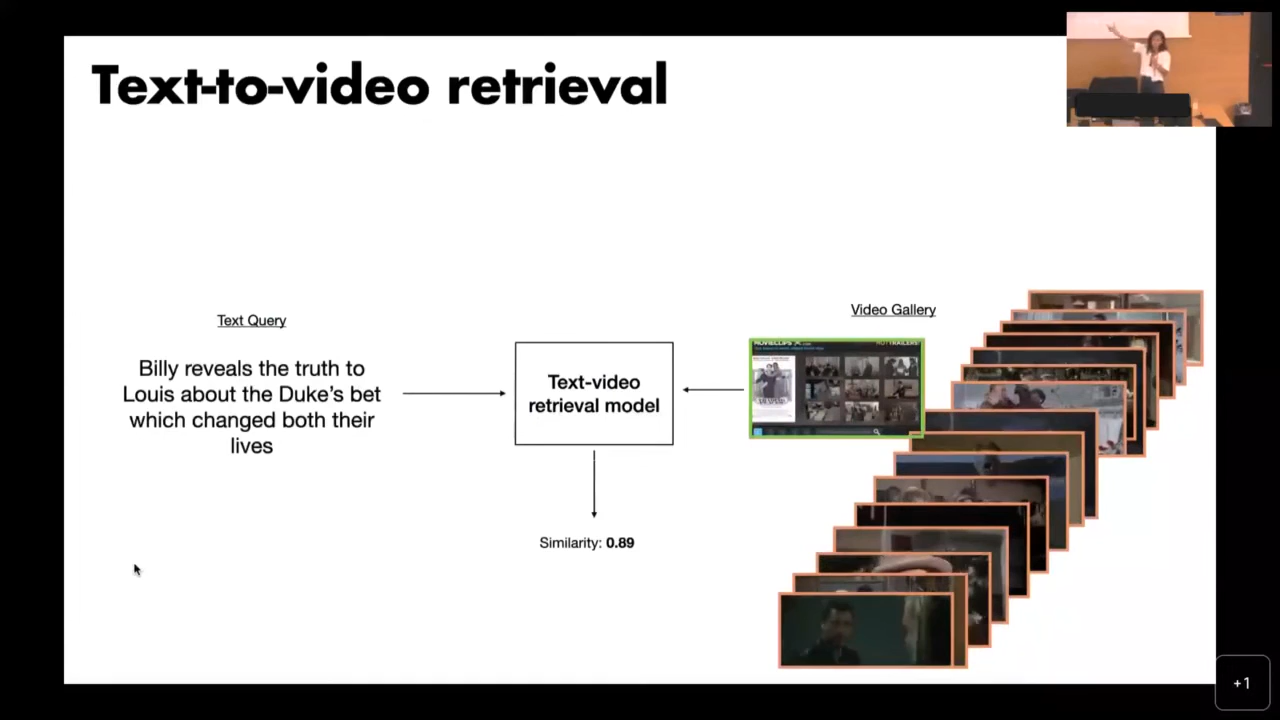 Text-to-video retrieval
Text Query
Billy reveals the truth to
Louis about the Duke's bet
which changed both their
lives
Text-video
retrieval model
Similarity: 0.89
Video Gallery
MOVIECLIPS
+1